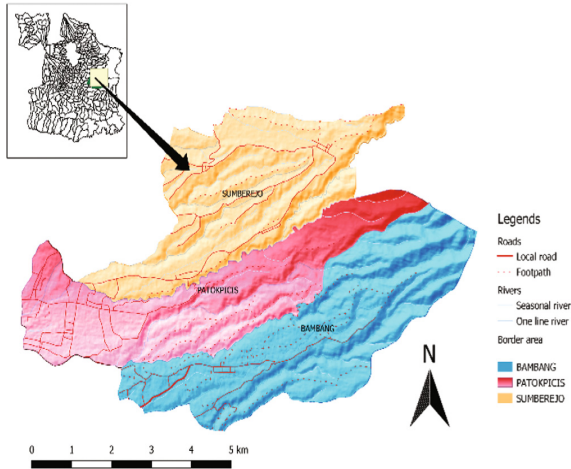 SUMBEREJO
PATOKPICIS
BAMBANG
Legends
Roads
Local road
Footpath
Rivers
Seasonal river
One line river
Border area
BAMBANG
PATOKPICIS
SUMBEREJO
N
0 1 2 3 4 5 km